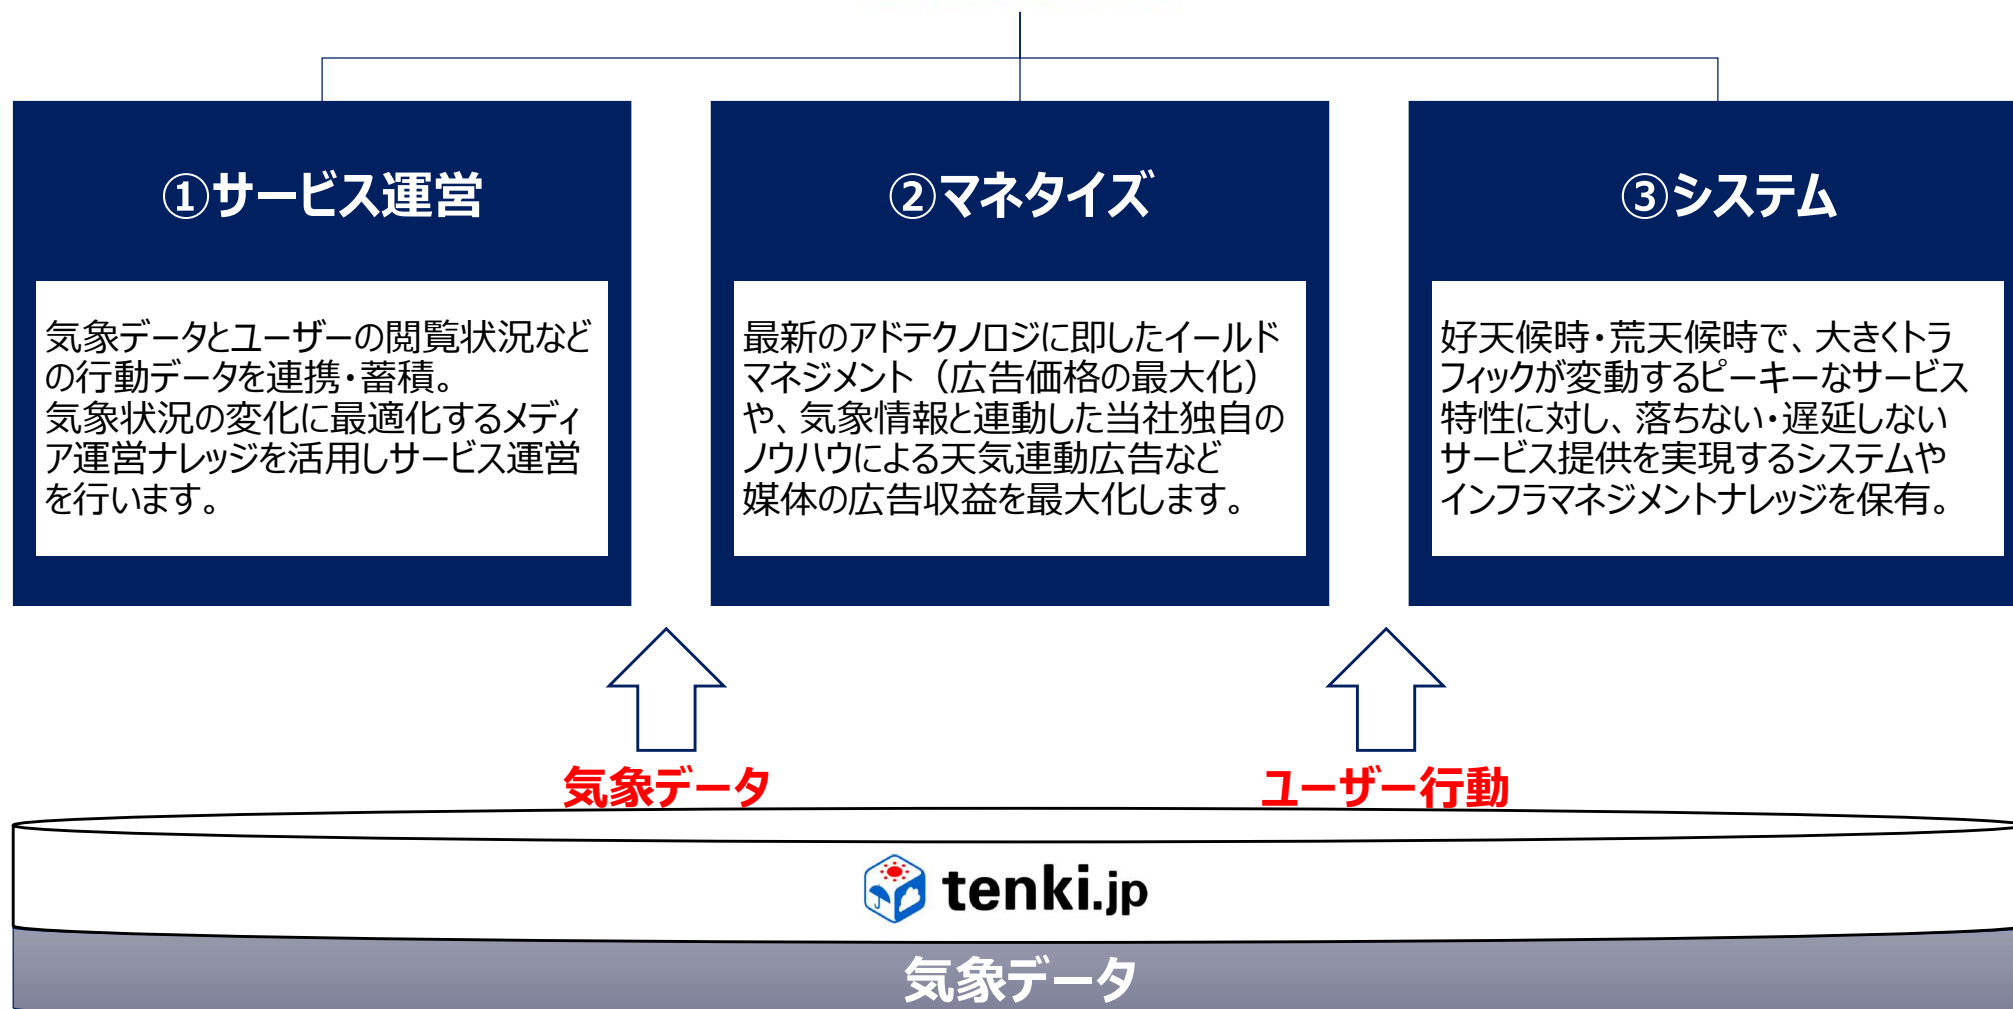 ①サービス運営
気象データとユーザーの閲覧状況など
の行動データを連携・蓄積。
気象状況の変化に最適化するメディ
ア運営ナレッジを活用しサービス運営
を行います。
②マネタイズ
最新のアドテクノロジに即したイールド
マネジメント（広告価格の最大化）
や、気象情報と連動した当社独自の
ノウハウによる天気連動広告など
媒体の広告収益を最大化します。
③システム
好天候時・荒天候時で、大きくトラ
フィックが変動するピーキーなサービス
特性に対し、落ちない・遅延しない
サービス提供を実現するシステムや
インフラマネジメントナレッジを保有。
気象データ
ユーザー行動
tenki.jp
気象データ